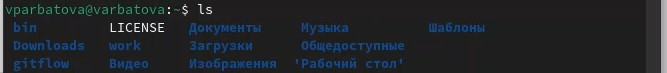 vparbatova@varbatova:~$ ls
bin LICENSE Документы Музыка Шаблоны
Downloads work Загрузки Общедоступные
gitflow Видео Изображения 'Рабочий стол'